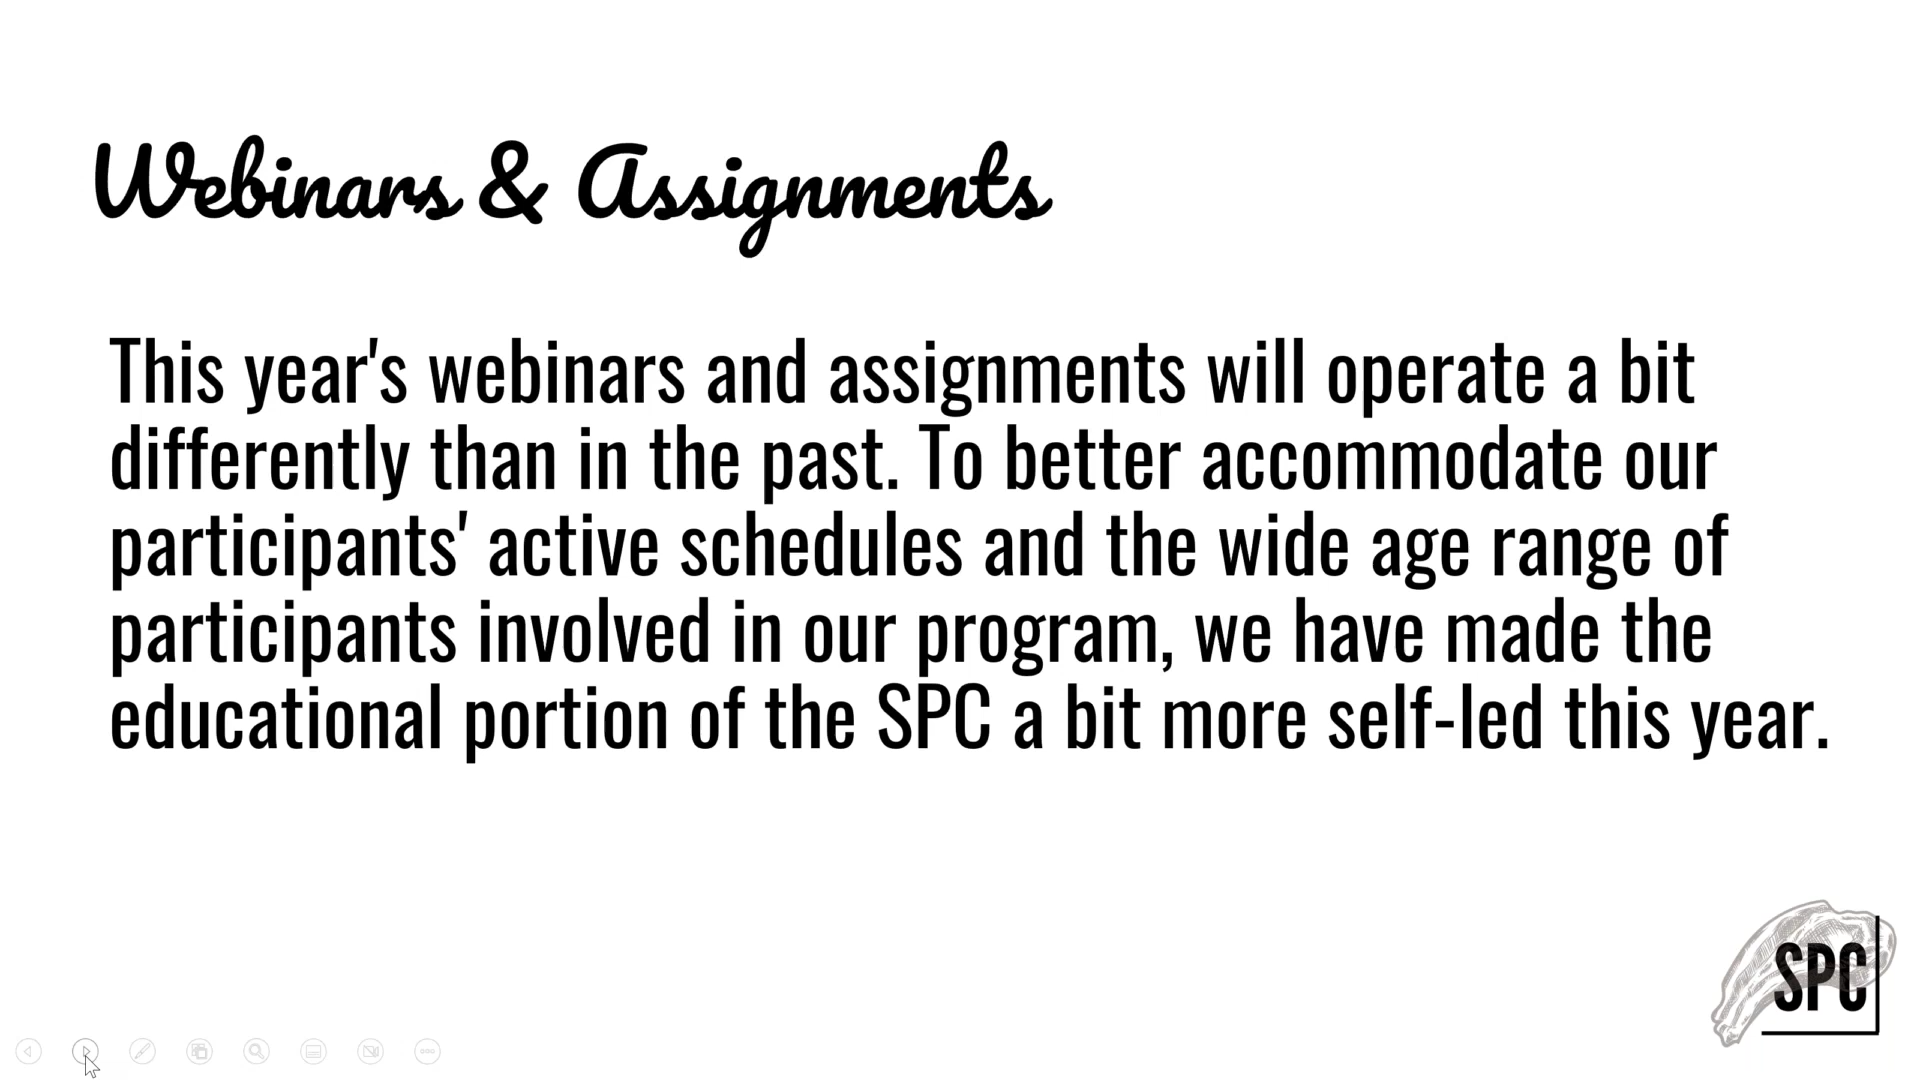 Webinars & Assignments
This year's webinars and assignments will operate a bit
differently than in the past. To better accommodate our
participants' active schedules and the wide age range of
participants involved in our program, we have made the
educational portion of the SPC a bit more self-led this year.
SPC